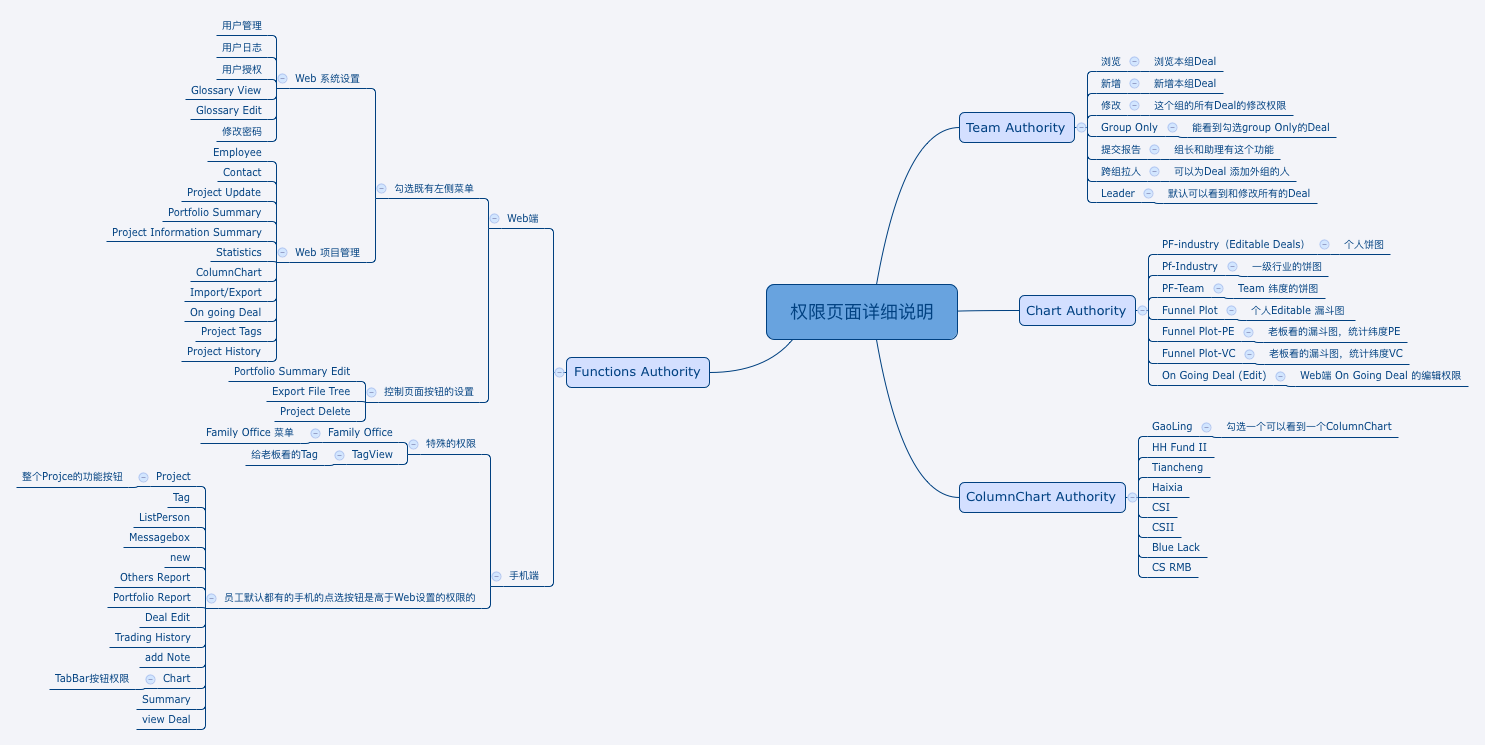 权限页面详细说明
Team Authority
浏览 浏览本组Deal
新增 新增本组Deal
修改 这个组的所有Deal的修改权限
Group Only 能看到勾选group Only的Deal
提交报告 组长和助理有这个功能
跨组拉人 可以为Deal 添加外组的人
Leader 默认可以看到和修改所有的Deal
Chart Authority
PF-industry（Editable Deals） 个人饼图
Pf-Industry 一级行业的饼图
PF-Team Team 纬度的饼图
Funnel Plot 个人Editable 漏斗图
Funnel Plot-PE 老板看的漏斗图，统计纬度PE
Funnel Plot-VC 老板看的漏斗图，统计纬度VC
On Going Deal (Edit) Web端 On Going Deal 的编辑权限
ColumnChart Authority
GaoLing 勾选一个可以看到一个ColumnChart
HH Fund II
Tiancheng
Haixia
CSI
CSII
Blue Lack
CS RMB
Functions Authority
Web端
勾选既有左侧菜单
Web 系统设置
用户管理
用户日志
用户授权
Glossary View
Glossary Edit
修改密码
Web 项目管理
Employee
Contact
Project Update
Portfolio Summary
Project Information Summary
Statistics
ColumnChart
Import/Export
On going Deal
Project Tags
Project History
控制页面按钮的设置
Portfolio Summary Edit
Export File Tree
Project Delete
手机端
特殊的权限
Family Office 菜单 Family Office
给老板看的Tag TagView
员工默认都有的手机的点选按钮是高于Web设置的权限的
整个Projce的功能按钮 Project
Tag
ListPerson
Messagebox
new
Others Report
Portfolio Report
Deal Edit
Trading History
add Note
TabBar按钮权限 Chart
Summary
view Deal